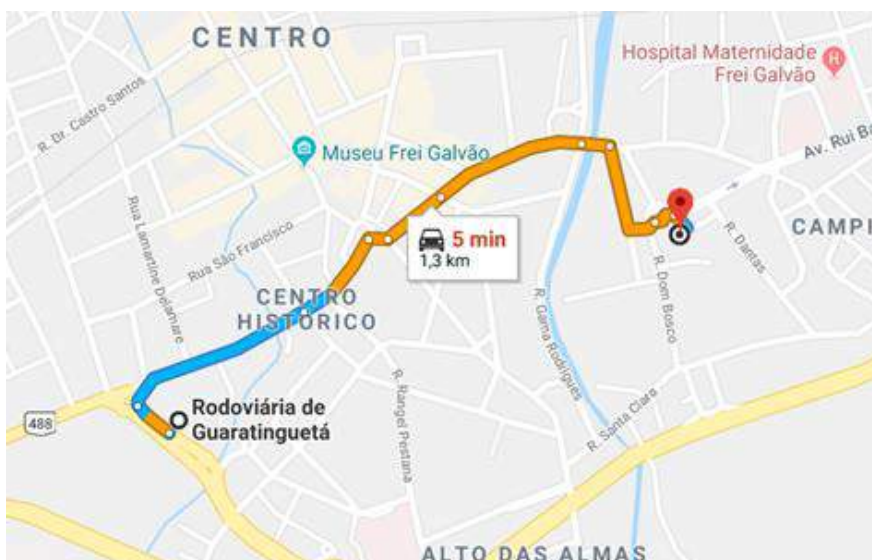 CENTRO
Hospital Maternidade
Frei Galvão
H
R. Dr. Castro Santos
Museu Frei Galvão
Av. Rui Ba
Rua Lamartine Delamare
Rua São Francisco
5 min
1,3 km
R. Dantas
CAMPI
R. Dom Bosco
CENTRO
HISTÓRICO
R. Gama Rodrigues
Rodoviária de
Guaratinguetá
488
R. Rangel Pestana
R. Santa Clara
ALTO DAS ALMAS